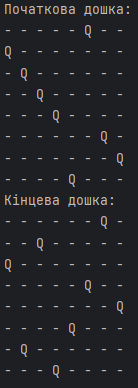 Початкова дошка:
- - - - - Q - -
Q - - - - - - -
- Q - - - - - -
- - Q - - - - -
- - - Q - - - -
- - - - - - Q -
- - - - - - - Q
- - - - Q - - -
Кінцева дошка:
- - - - - - Q -
- - Q - - - - -
Q - - - - - - -
- - - - - Q - -
- - - - - - - Q
- - - - Q - - -
- Q - - - - - -
- - - Q - - - -